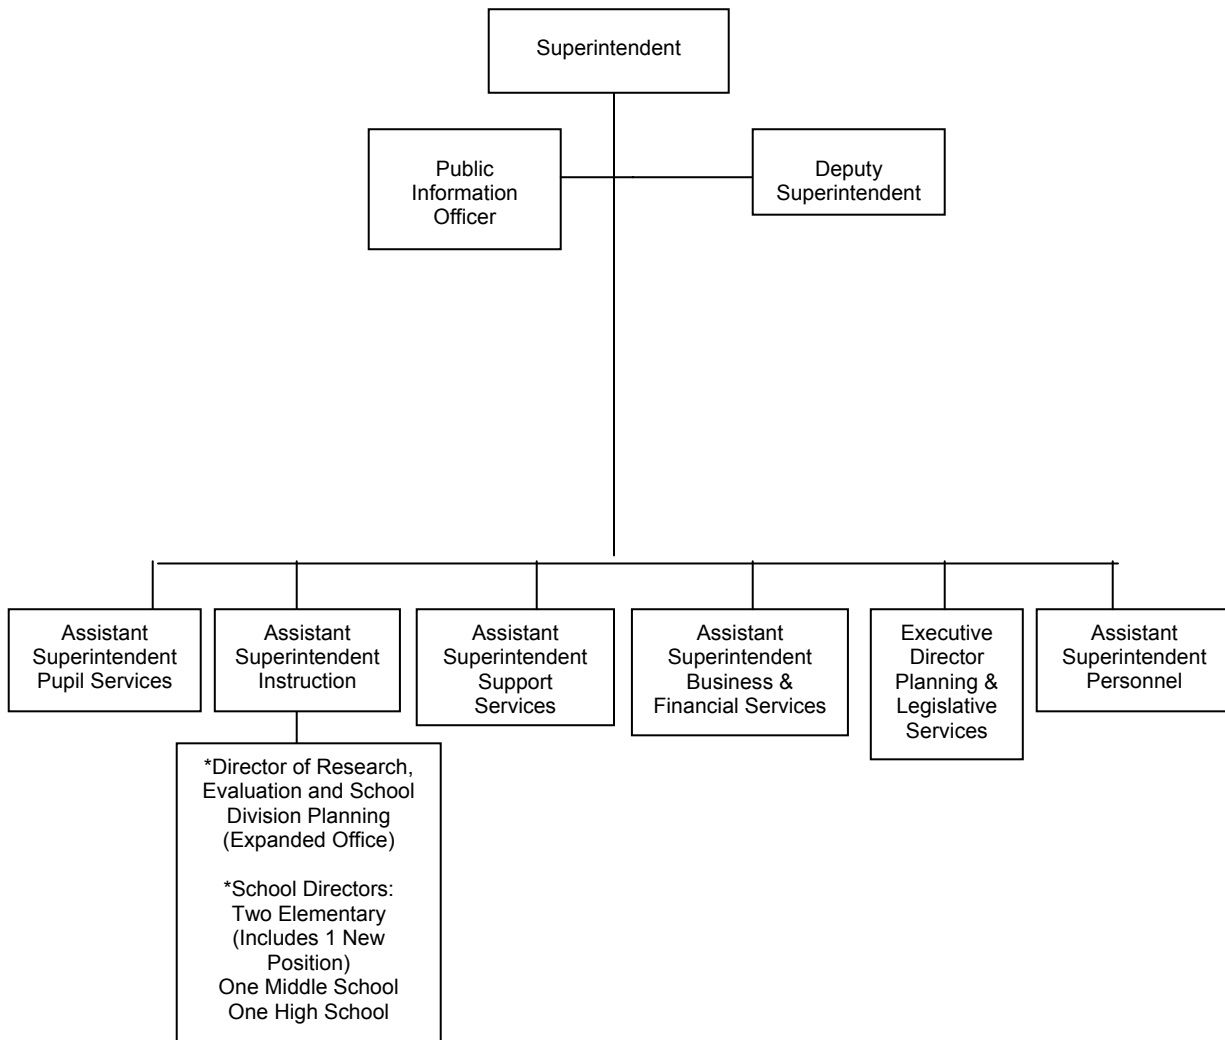 Superintendent
Public
Information
Officer
Deputy
Superintendent
Assistant
Superintendent
Pupil Services
Assistant
Superintendent
Instruction
Assistant
Superintendent
Support
Services
Assistant
Superintendent
Business &
Financial Services
Executive
Director
Planning &
Legislative
Services
Assistant
Superintendent
Personnel
*Director of Research,
Evaluation and School
Division Planning
(Expanded Office)
*School Directors:
Two Elementary
(Includes 1 New
Position)
One Middle School
One High School